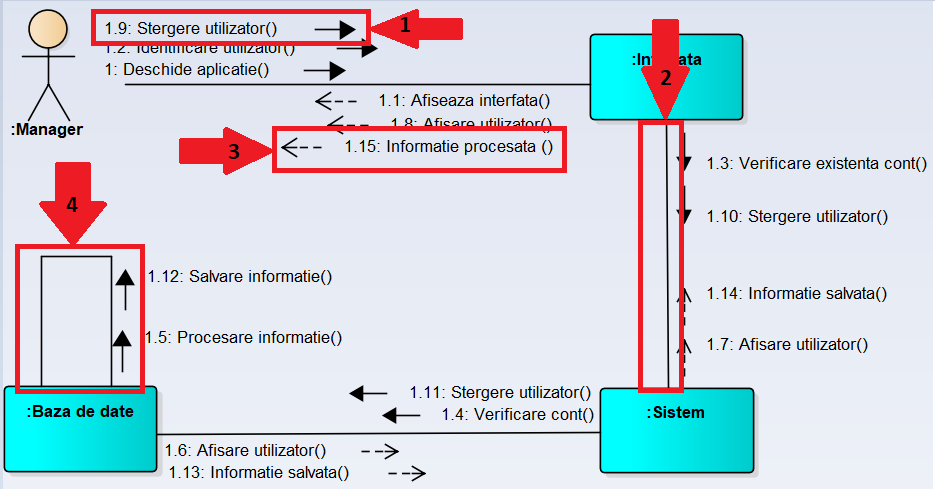 1.9: Stergere utilizator()
1
1.2: Identificare utilizator()
1: Deschide aplicatie()
:Manager
2
1.1: Afiseaza interfata()
1.8: Afisare utilizator()
3
1.15: Informatie procesata ()
1.3: Verificare existenta cont()
1.10: Stergere utilizator()
4
1.12: Salvare informatie()
1.14: Informatie salvata()
1.5: Procesare informatie()
1.7: Afisare utilizator()
1.11: Stergere utilizator()
:Baza de date
1.4: Verificare cont()
:Sistem
1.6: Afisare utilizator()
1.13: Informatie salvata()